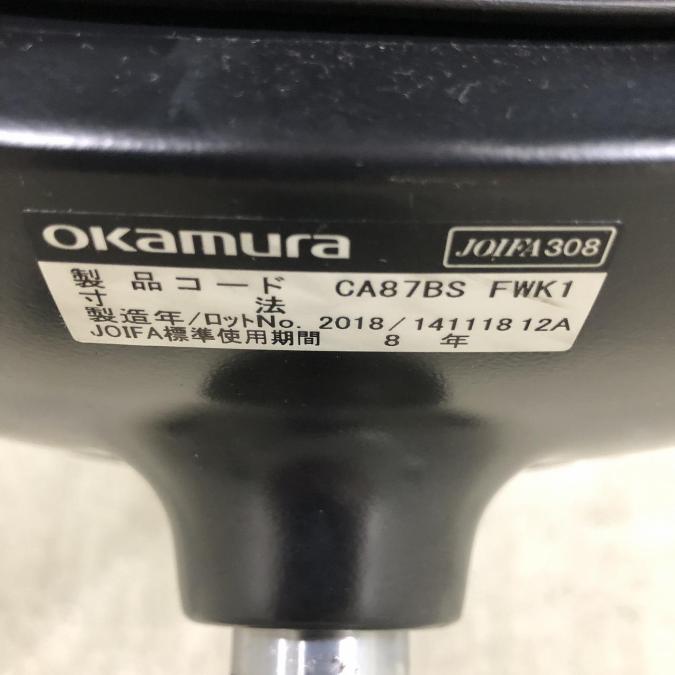 OKamura JOIFA308
製品コード CA87BS FWK1
寸法
製造年/ロットNo. 2018/14111812A
JOIFA標準使用期間 8 年